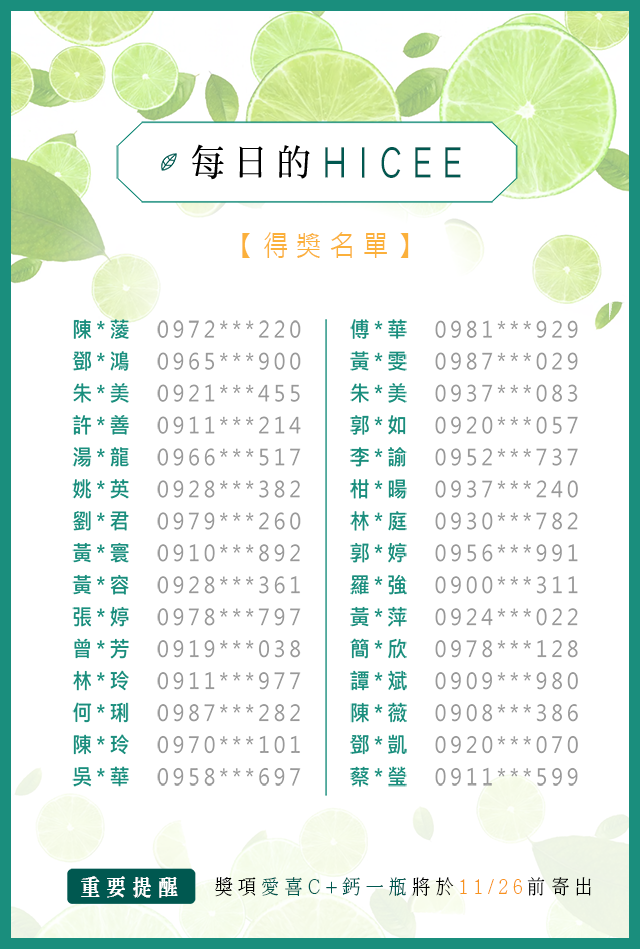 每日的HICEE
【得獎名單】
陳*薐 0972***220
鄧*鴻 0965***900
朱*美 0921***455
許*善 0911***214
湯*龍 0966***517
姚*英 0928***382
劉*君 0979***260
黃*寰 0910***892
黃*容 0928***361
張*婷 0978***797
曾*芳 0919***038
林*玲 0911***977
何*琍 0987***282
陳*玲 0970***101
吳*華 0958***697
傅*華 0981***929
黃*雯 0987***029
朱*美 0937***083
郭*如 0920***057
李*諭 0952***737
柑*暘 0937***240
林*庭 0930***782
郭*婷 0956***991
羅*強 0900***311
黃*萍 0924***022
簡*欣 0978***128
譚*斌 0909***980
陳*薇 0908***386
鄧*凱 0920***070
蔡*瑩 0911***599
重要提醒 獎項愛喜C+鈣一瓶將於11/26前寄出